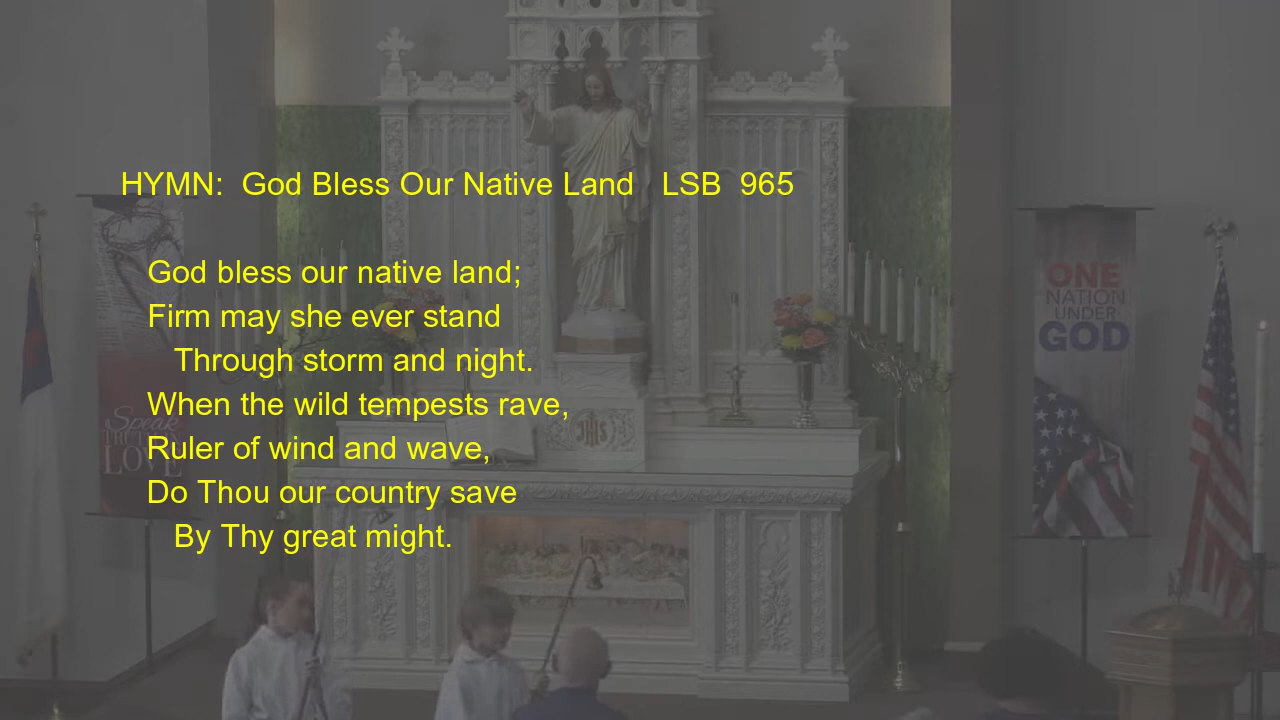 HYMN:  God Bless Our Native Land   LSB  965
God bless our native land;
Firm may she ever stand
Through storm and night.
When the wild tempests rave,
Ruler of wind and wave,
Do Thou our country save
By Thy great might.
ONE
NATION
UNDER
GOD
Speak
TRUTH IN
LOVE
IHS